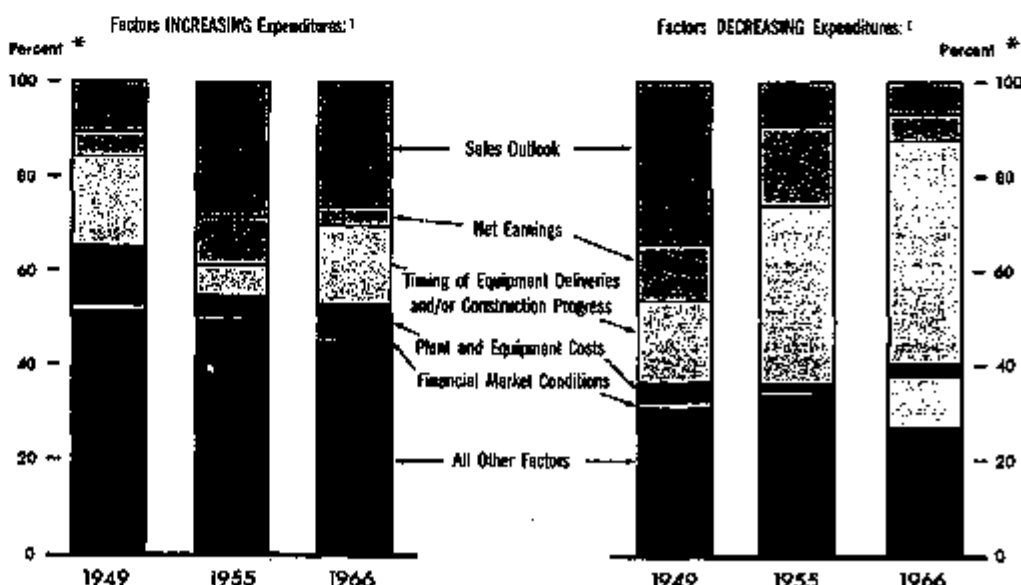 Factors INCREASING Expenditures: 1
Factors DECREASING Expenditures:
Percent *
Percent *
100
100
80
80
60
60
40
40
20
20
0
0
Sales Outlook
Net Earnings
Timing of Equipment Deliveries
and/or Construction Progress
Plant and Equipment Costs
Financial Market Conditions
All Other Factors
1949
1955
1966
1949
1955
1966